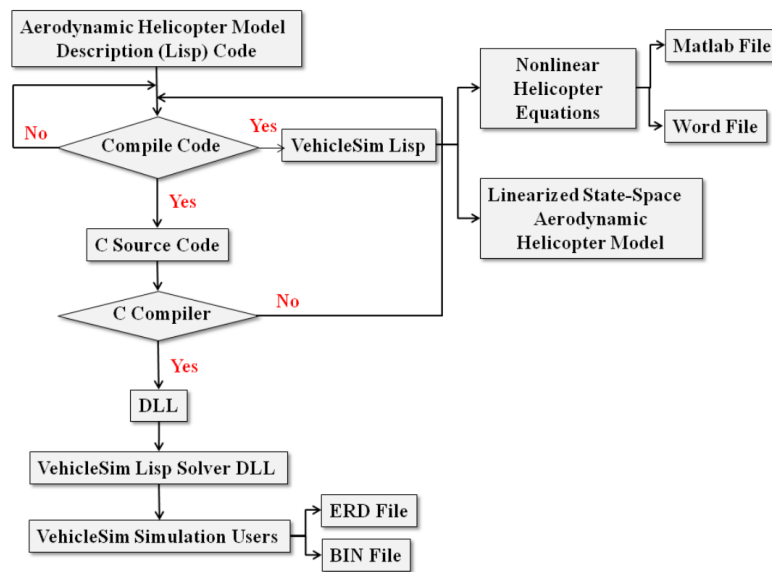 Aerodynamic Helicopter Model
Description (Lisp) Code
No
Compile Code
Yes
VehicleSim Lisp
Nonlinear
Helicopter
Equations
Matlab File
Word File
Linearized State-Space
Aerodynamic
Helicopter Model
Yes
C Source Code
C Compiler
No
Yes
DLL
VehicleSim Lisp Solver DLL
VehicleSim Simulation Users
ERD File
BIN File